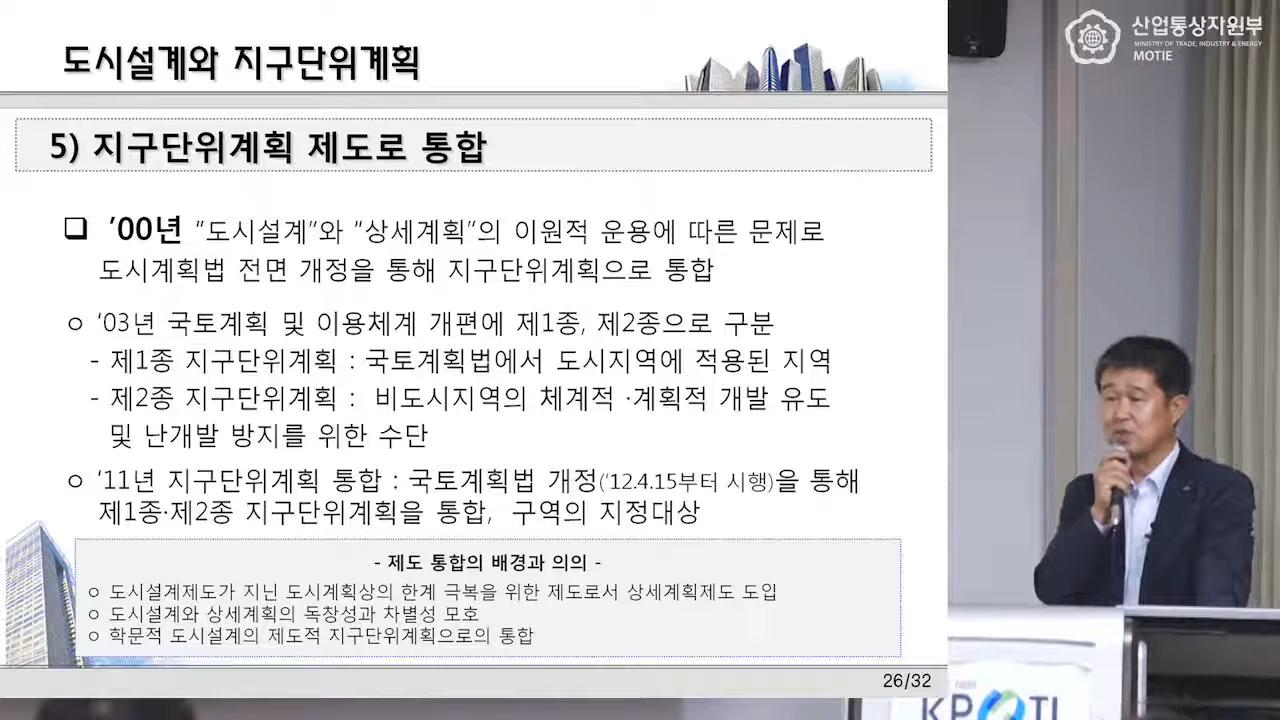 도시설계와 지구단위계획
5) 지구단위계획 제도로 통합
❑ ’00년 “도시설계”와 “상세계획”의 이원적 운용에 따른 문제로
도시계획법 전면 개정을 통해 지구단위계획으로 통합
○ ‘03년 국토계획 및 이용체계 개편에 제1종, 제2종으로 구분
- 제1종 지구단위계획 : 국토계획법에서 도시지역에 적용된 지역
- 제2종 지구단위계획 : 비도시지역의 체계적 ·계획적 개발 유도
및 난개발 방지를 위한 수단
○ ‘11년 지구단위계획 통합 : 국토계획법 개정(‘12.4.15부터 시행)을 통해
제1종·제2종 지구단위계획을 통합, 구역의 지정대상
- 제도 통합의 배경과 의의 -
○ 도시설계제도가 지닌 도시계획상의 한계 극복을 위한 제도로서 상세계획제도 도입
○ 도시설계와 상세계획의 독창성과 차별성 모호
○ 학문적 도시설계의 제도적 지구단위계획으로의 통합
26/32
산업통상자원부
MINISTRY OF TRADE, INDUSTRY & ENERGY
MOTIE